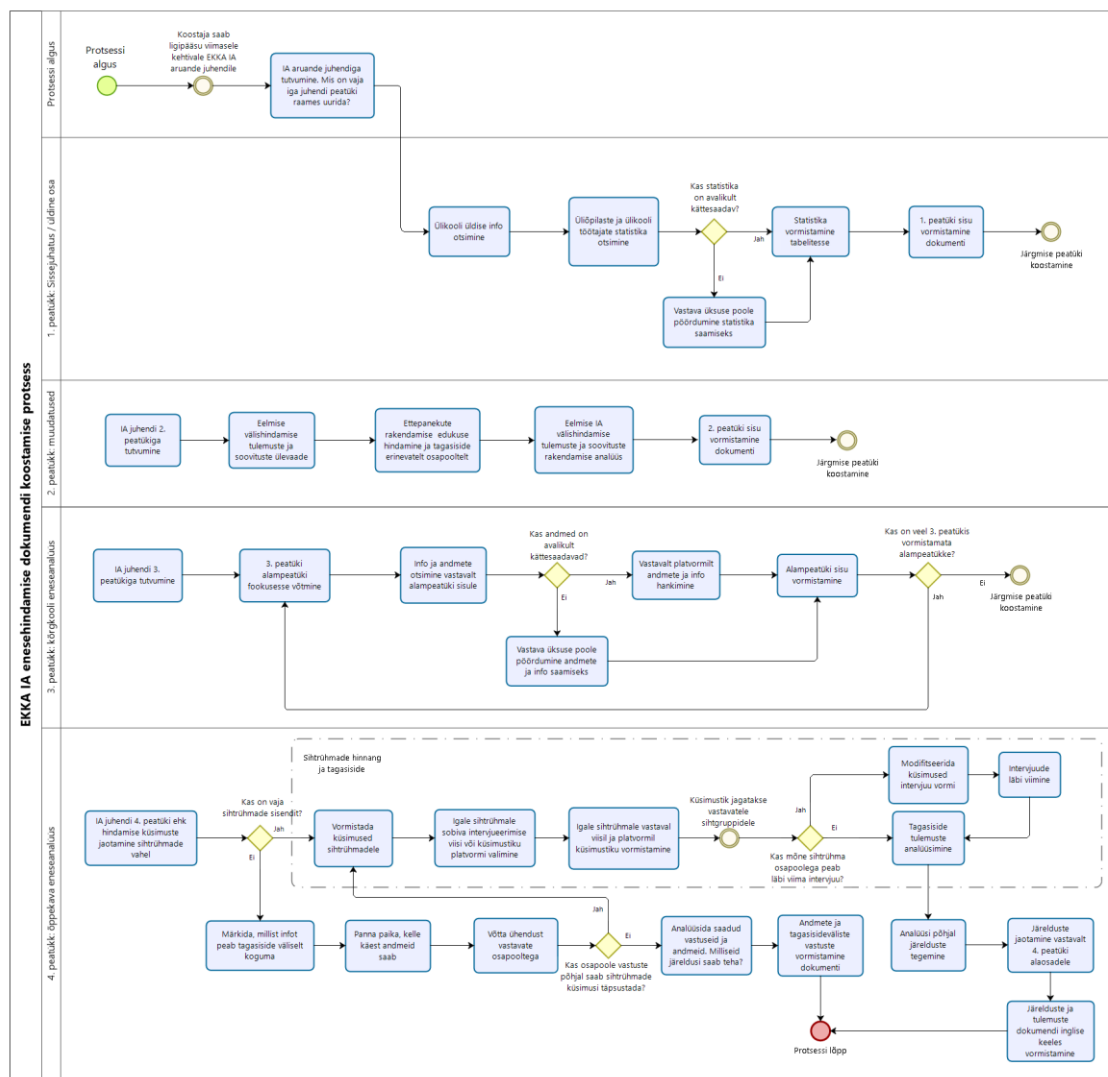 EKKA IA enesehindamise dokumendi koostamise protsess
Protsessi algus
Protsessi
algus
Koostaja saab
ligipääsu viimasele
kehtivale EKKA IA
aruande juhendile
IA aruande juhendiga
tutvumine. Mis on vaja
iga juhendi peatüki
raames uurida?
1. peatükk: Sissejuhatus / üldine osa
Ülikooli üldise info
otsimine
Üliõpilaste ja ülikooli
töötajate statistika
otsimine
Kas statistika
on avalikult
kättesaadav?
Jah
Ei
Vastava üksuse poole
pöördumine statistika
saamiseks
Statistika
vormistamine
tabelitesse
1. peatüki sisu
vormistamine
dokumenti
Järgmise peatüki
koostamine
2. peatükk: muudatused
IA juhendi 2.
peatükiga
tutvumine
Eelmise
välishindamise
tulemuste ja
soovituste ülevaade
Ettepanekute
rakendamise edukuse
hindamine ja tagasiside
erinevatelt osapooltelt
Eelmise IA
välishindamise
tulemuste ja soovituste
rakendamise analüüs
2. peatüki sisu
vormistamine
dokumenti
Järgmise peatüki
koostamine
3. peatukk: kõrgkooli eneseanaluus
IA juhendi 3.
peatükiga tutvumine
3. peatüki
alampeatüki
fookusesse võtmine
Info ja andmete
otsimine vastavalt
alampeatüki sisule
Kas andmed on
avalikult
kättesaadavad?
Jah
Ei
Vastava üksuse poole
pöördumine andmete
ja info saamiseks
Vastavalt platvormilt
andmete ja info
hankimine
Alampeatüki sisu
vormistamine
Kas on veel 3. peatükis
vormistamata
alampeatükke?
Ei
Jah
Järgmise peatüki
koostamine
4. peatukk: õppekava eneseanaluus
Sihtrühmade hinnang
ja tagasiside
IA juhendi 4. peatüki ehk
hindamise küsimuste
jaotamine sihtrühmade
vahel
Kas on vaja
sihtrühmade sisendit?
Jah
Ei
Vormistada
küsimused
sihtrühmadele
Igale sihtrühmale
sobiva intervjueerimise
viisi või küsimustiku
platvormi valimine
Igale sihtrühmale vastaval
viisil ja platvormil
küsimustiku vormistamine
Küsimustik jagatakse
vastavatele
sihtgruppidele
Jah
Ei
Kas mõne sihtrühma
osapoolega peab
läbi viima intervjuu?
Modifitseerida
küsimused
intervjuu vormi
Intervjuude
läbi viimine
Tagasiside
tulemuste
analüüsimine
Märkida, millist infot
peab tagasiside väliselt
koguma
Panna paika, kelle
käest andmeid
saab
Võtta ühendust
vastavate
osapooltega
Jah
Ei
Kas osapoole vastuste
põhjal saab sihtrühmade
küsimusi täpsustada?
Analüüsida saadud
vastuseid ja
andmeid. Milliseid
järeldusi saab teha?
Andmete ja
tagasisideväliste
vastuste
vormistamine
dokumenti
Analüüsi põhjal
järelduste
tegemine
Järelduste
jaotamine vastavalt
4. peatüki
alaosadele
Järelduste ja
tulemuste
dokumendi inglise
keeles
vormistamine
Protsessi lõpp